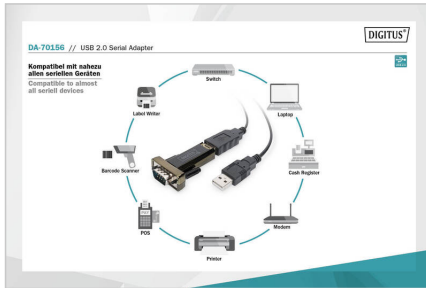 DIGITUS®
DA-70156 // USB 2.0 Serial Adapter
Kompatibel mit nahezu
allen seriellen Geräten
Compatible to almost
all seriell devices
Switch
Label Writer
Laptop
Barcode Scanner
Cash Register
POS
Modem
Printer